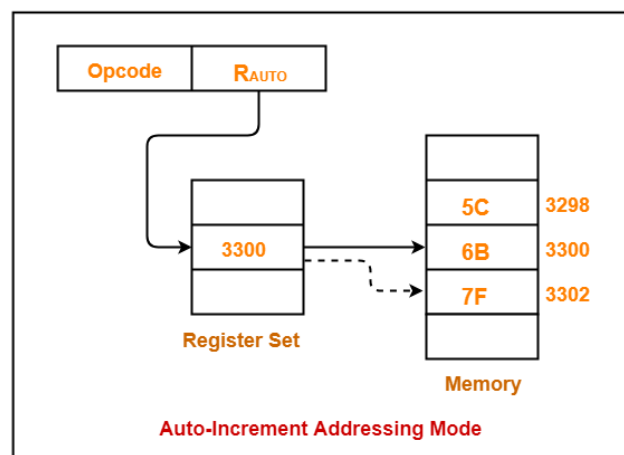 Opcode RAUTO
5C 3298
3300 6B 3300
7F 3302
Register Set
Memory
Auto-Increment Addressing Mode